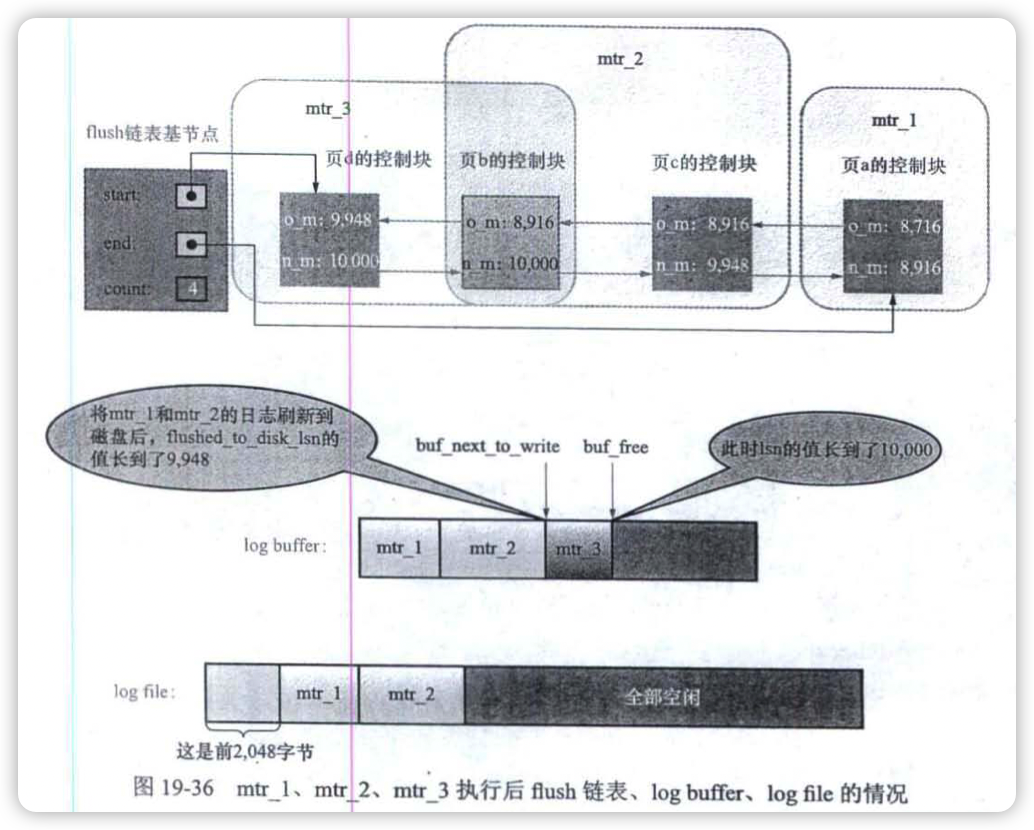 mtr_2
mtr_3
mtr_1
flush链表基节点
页d的控制块
页b的控制块
页c的控制块
页a的控制块
start:
end:
count:
4
o_m: 9,948
n_m: 10,000
o_m: 8,916
n_m: 10,000
o_m: 8,916
n_m: 9,948
o_m: 8,716
n_m: 8,916
将mtr_1和mtr_2的日志刷新到
磁盘后，flushed_to_disk_lsn的
值长到了9,948
buf_next_to_write
buf_free
此时lsn的值长到了10,000
log buffer:
mtr_1
mtr_2
mtr_3
log file:
mtr_1
mtr_2
全部空闲
这是前2,048字节
图 19-36 mtr_1、mtr_2、mtr_3 执行后 flush 链表、log buffer、log file 的情况